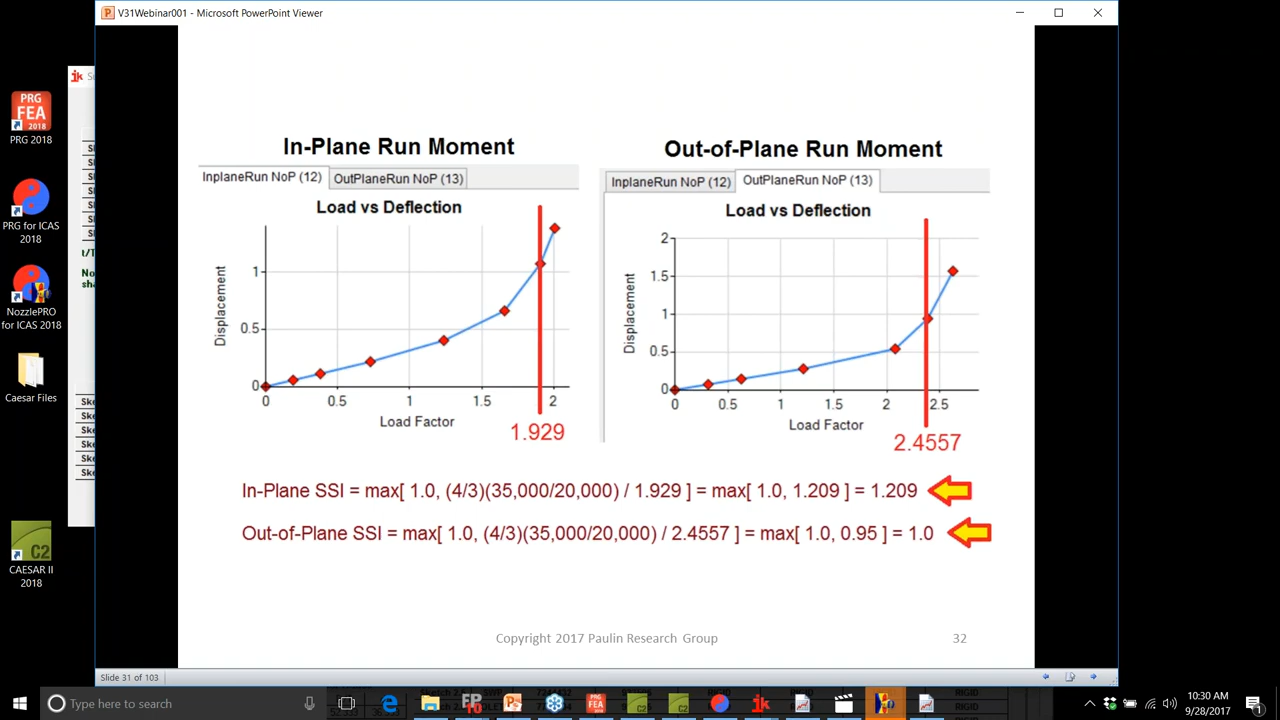 V31Webinar001 - Microsoft PowerPoint Viewer
PRG
FEA
2018
PRG 2018
PRG for ICAS
2018
NozzlePRO
for ICAS 2018
Caesar Files
C2
CAESAR II
2018
ik
In-Plane Run Moment
InplaneRun NoP (12)
OutPlaneRun NoP (13)
Load vs Deflection
Displacement
1
0.5
0
0
0.5
1
1.5
2
Load Factor
1.929
Out-of-Plane Run Moment
InplaneRun NoP (12)
OutPlaneRun NoP (13)
Load vs Deflection
Displacement
2
1.5
1
0.5
0
0
0.5
1
1.5
2
2.5
Load Factor
2.4557
In-Plane SSI = max[ 1.0, (4/3)(35,000/20,000) / 1.929 ] = max[ 1.0, 1.209 ] = 1.209
Out-of-Plane SSI = max[ 1.0, (4/3)(35,000/20,000) / 2.4557 ] = max[ 1.0, 0.95 ] = 1.0
Copyright 2017 Paulin Research Group
32
Slide 31 of 103
Type here to search
10:30 AM
9/28/2017